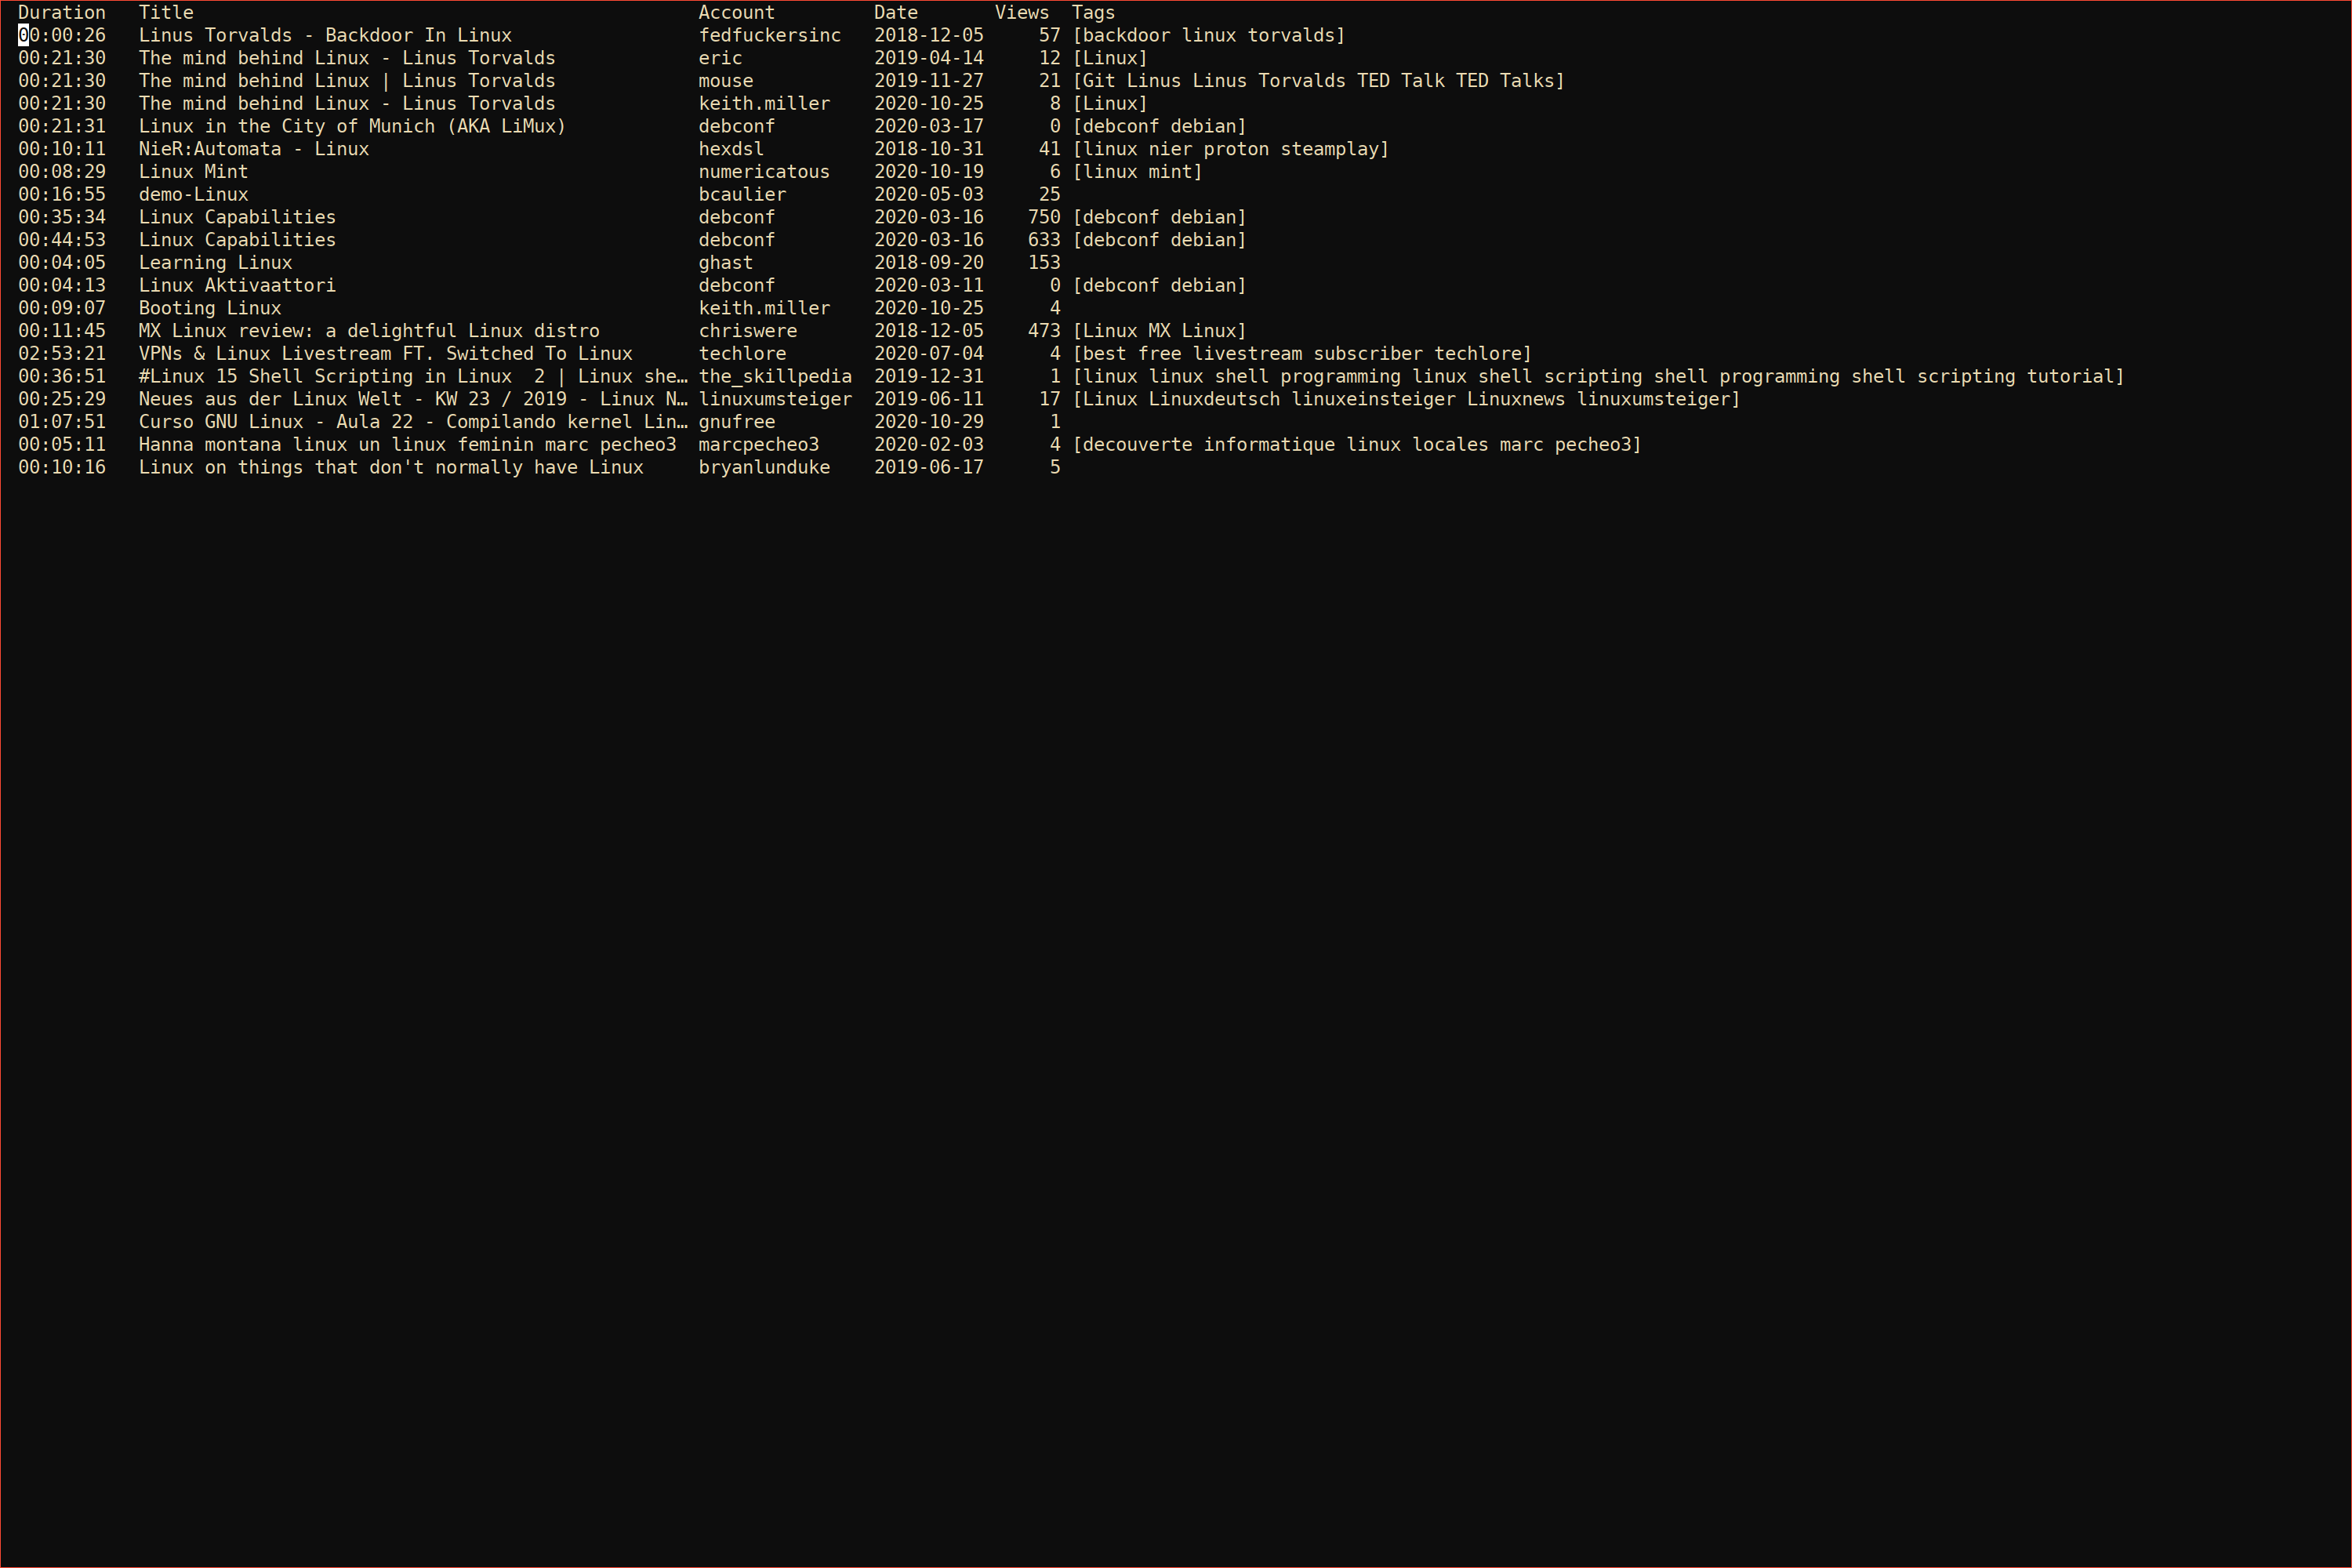 Duration   Title                                              Account         Date       Views  Tags
00:00:26   Linus Torvalds - Backdoor In Linux                 fedfuckersinc   2018-12-05     57 [backdoor linux torvalds]
00:21:30   The mind behind Linux - Linus Torvalds             eric            2019-04-14     12 [Linux]
00:21:30   The mind behind Linux | Linus Torvalds             mouse           2019-11-27     21 [Git Linus Linus Torvalds TED Talk TED Talks]
00:21:30   The mind behind Linux - Linus Torvalds             keith.miller    2020-10-25      8 [Linux]
00:21:31   Linux in the City of Munich (AKA LiMux)            debconf         2020-03-17      0 [debconf debian]
00:10:11   NieR:Automata - Linux                              hexdsl          2018-10-31     41 [linux nier proton steamplay]
00:08:29   Linux Mint                                         numericatous    2020-10-19      6 [linux mint]
00:16:55   demo-Linux                                         bcaulier        2020-05-03     25
00:35:34   Linux Capabilities                                 debconf         2020-03-16    750 [debconf debian]
00:44:53   Linux Capabilities                                 debconf         2020-03-16    633 [debconf debian]
00:04:05   Learning Linux                                     ghast           2018-09-20    153
00:04:13   Linux Aktivaattori                                 debconf         2020-03-11      0 [debconf debian]
00:09:07   Booting Linux                                      keith.miller    2020-10-25      4
00:11:45   MX Linux review: a delightful Linux distro         chriswere       2018-12-05    473 [Linux MX Linux]
02:53:21   VPNs & Linux Livestream FT. Switched To Linux      techlore        2020-07-04      4 [best free livestream subscriber techlore]
00:36:51   #Linux 15 Shell Scripting in Linux  2 | Linux she… the_skillpedia  2019-12-31      1 [linux linux shell programming linux shell scripting shell programming shell scripting tutorial]
00:25:29   Neues aus der Linux Welt - KW 23 / 2019 - Linux N… linuxumsteiger  2019-06-11     17 [Linux Linuxdeutsch linuxeinsteiger Linuxnews linuxumsteiger]
01:07:51   Curso GNU Linux - Aula 22 - Compilando kernel Lin… gnufree         2020-10-29      1
00:05:11   Hanna montana linux un linux feminin marc pecheo3  marcpecheo3     2020-02-03      4 [decouverte informatique linux locales marc pecheo3]
00:10:16   Linux on things that don't normally have Linux     bryanlunduke    2019-06-17      5